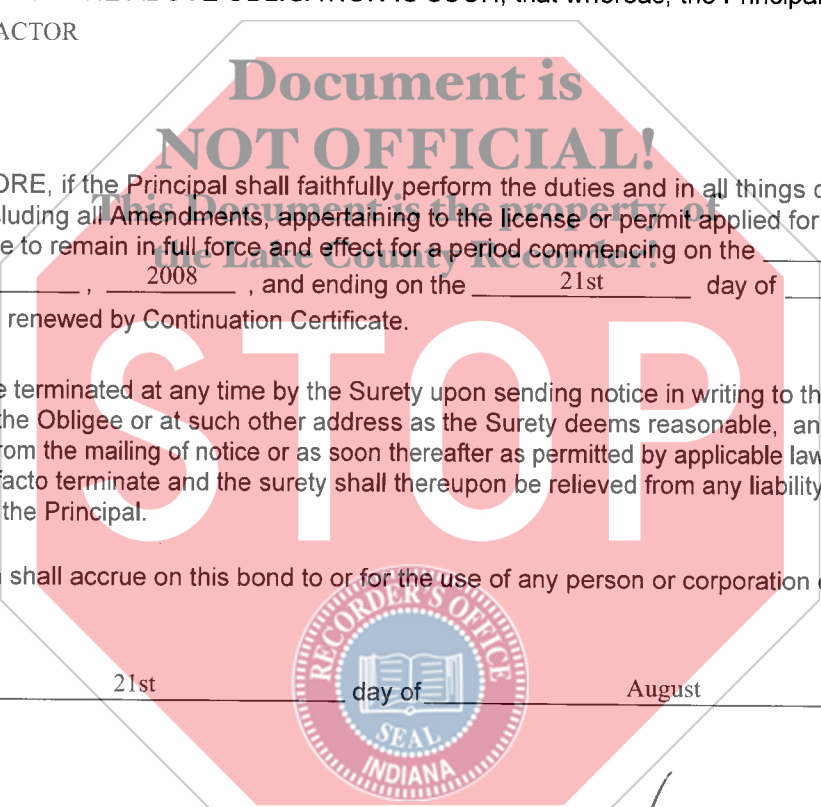 ACTOR
Document is
NOT OFFICIAL!
ORE, if the Principal shall faithfully perform the duties and in all things
This Document is the property of
cluding all Amendments, appertaining to the license or permit applied for
the Lake County Recorder!
e to remain in full force and effect for a period commencing on the
, 2008 , and ending on the 21st day of
renewed by Continuation Certificate.
STOP
e terminated at any time by the Surety upon sending notice in writing to th
the Obligee or at such other address as the Surety deems reasonable, an
rom the mailing of notice or as soon thereafter as permitted by applicable law
facto terminate and the surety shall thereupon be relieved from any liability
the Principal.
shall accrue on this bond to or for the use of any person or corporation
RECORDER'S OFFICE
21st day of August
SEAL
INDIANA